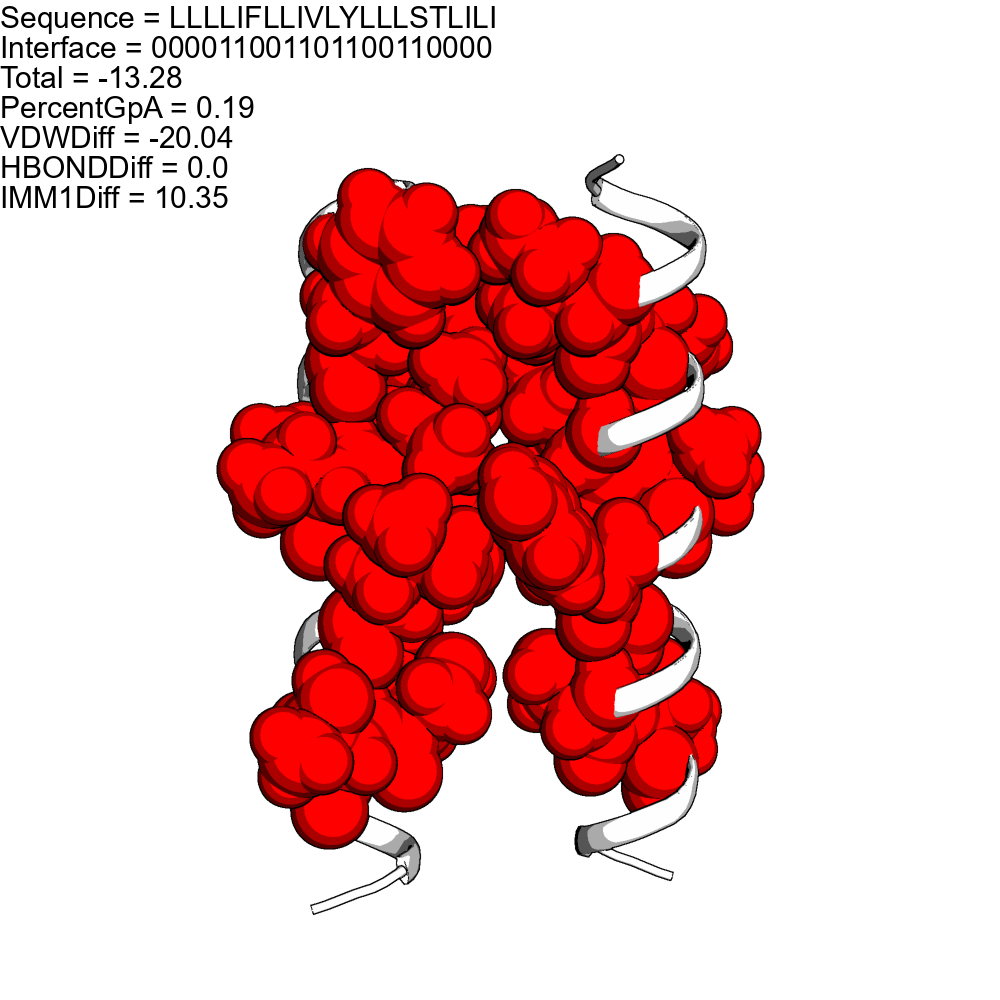 Sequence = LLLLIFLLIVLYLLLSTLILI
Interface = 000011001101100110000
Total = -13.28
PercentGpA = 0.19
VDWDiff = -20.04
HBONDDiff = 0.0
IMM1Diff = 10.35